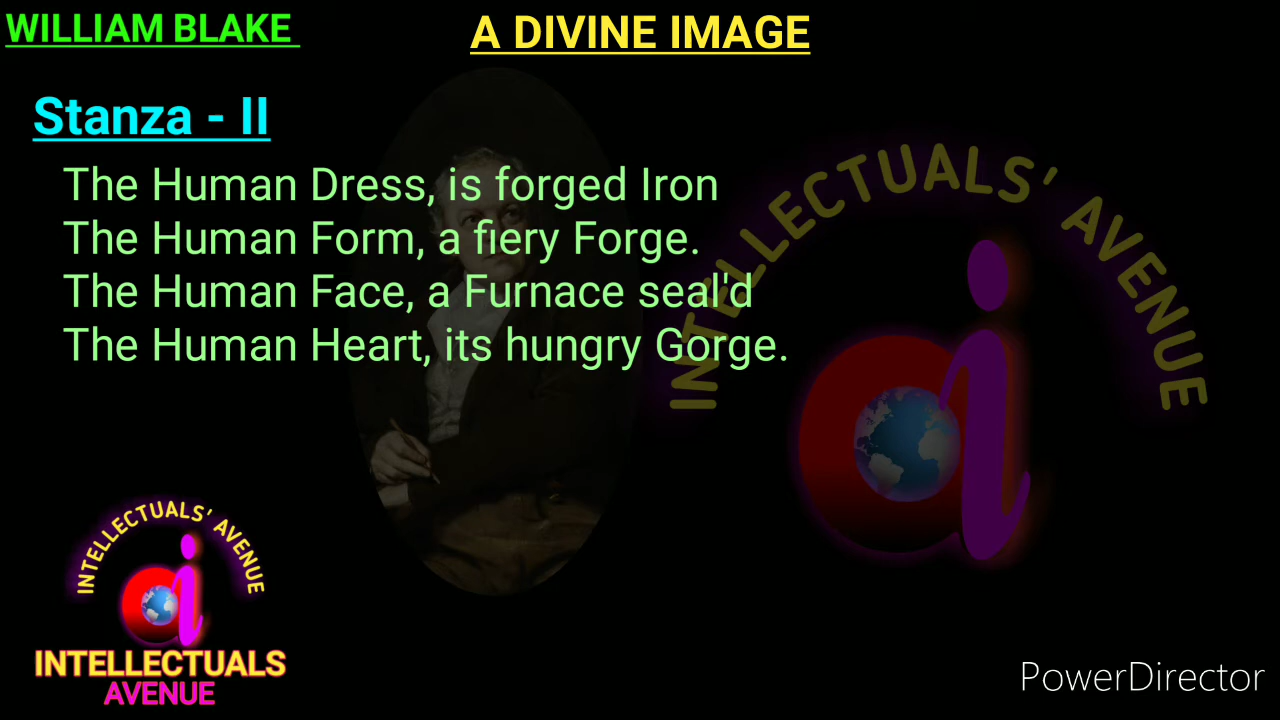 WILLIAM BLAKE
A DIVINE IMAGE
Stanza - II
The Human Dress, is forged Iron
The Human Form, a fiery Forge.
The Human Face, a Furnace seal'd
The Human Heart, its hungry Gorge.
INTELLECTUALS' AVENUE
INTELLECTUALS' AVENUE
INTELLECTUALS
AVENUE
PowerDirector